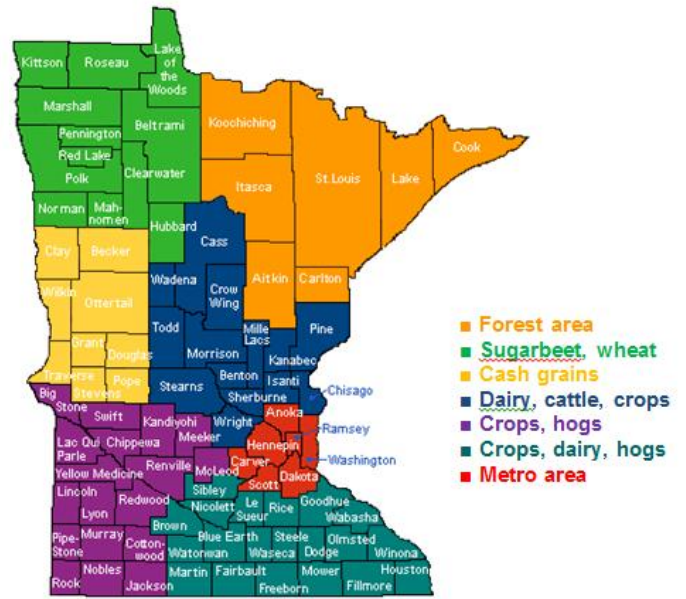 Kittson
Roseau
Lake
of the
Woods
Marshall
Pennington
Red Lake
Polk
Beltrami
Clearwater
Norman
Mah-
nomen
Hubbard
Koochiching
Itasca
St.Louis
Lake
Cook
Aitkin
Carlton
Clay
Becker
Wilkin
Ottertail
Grant
Douglas
Traverse
Stevens
Pope
Cass
Wadena
Crow
Wing
Todd
Morrison
Mille
Lacs
Pine
Kanabec
Benton
Isanti
Stearns
Sherburne
Wright
Chisago
Anoka
Ramsey
Hennepin
Washington
Carver
Scott
Dakota
Big
Stone
Swift
Kandiyohi
Meeker
Lac Qui
Parle
Chippewa
Renville
McLeod
Yellow Medicine
Lincoln
Lyon
Redwood
Pipe-
Stone
Murray
Cotton-
wood
Rock
Nobles
Jackson
Sibley
Nicolett
Le
Sueur
Rice
Goodhue
Wabasha
Brown
Blue Earth
Steele
Olmsted
Watonwan
Waseca
Dodge
Winona
Martin
Fairbault
Freeborn
Mower
Fillmore
Houston
Forest area
Sugarbeet, wheat
Cash grains
Dairy, cattle, crops
Crops, hogs
Crops, dairy, hogs
Metro area